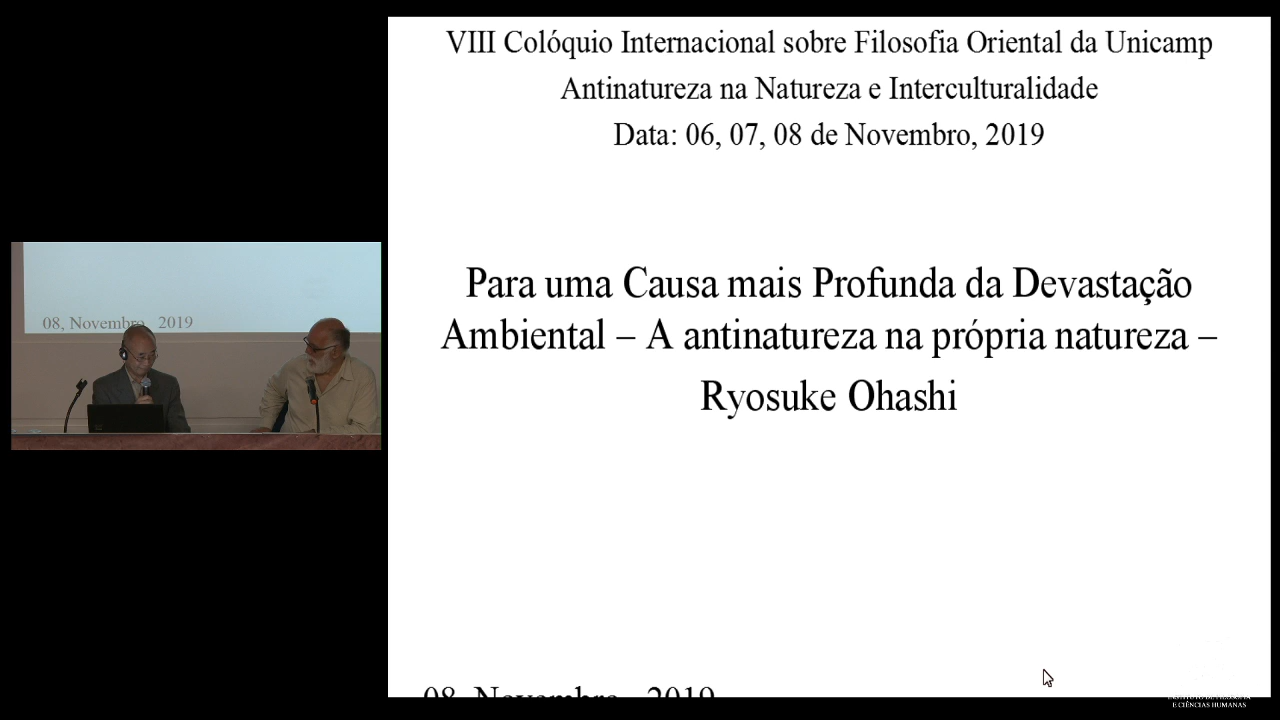 VIII Colóquio Internacional sobre Filosofia Oriental da Unicamp
Antinatureza na Natureza e Interculturalidade
Data: 06, 07, 08 de Novembro, 2019
Para uma Causa mais Profunda da Devastação
Ambiental – A antinatureza na própria natureza –
Ryosuke Ohashi
08, Novembro, 2019
08, Novembro, 2019
E CIÊNCIAS HUMANAS